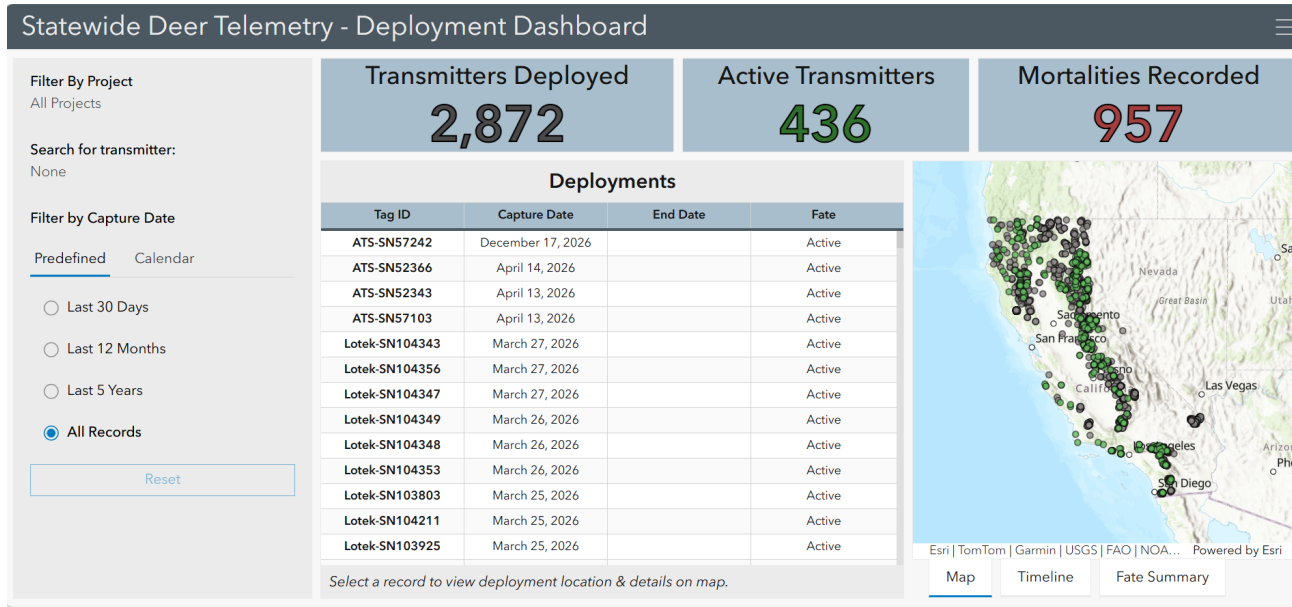 Statewide Deer Telemetry - Deployment Dashboard
Filter By Project
All Projects
Search for transmitter:
None
Filter by Capture Date
Predefined Calendar
Last 30 Days
Last 12 Months
Last 5 Years
All Records
Reset
Transmitters Deployed
2,872
Active Transmitters
436
Mortalities Recorded
957
Deployments
Tag ID Capture Date End Date Fate
ATS-SN57242 December 17, 2026 Active
ATS-SN52366 April 14, 2026 Active
ATS-SN52343 April 13, 2026 Active
ATS-SN57103 April 13, 2026 Active
Lotek-SN104343 March 27, 2026 Active
Lotek-SN104356 March 27, 2026 Active
Lotek-SN104347 March 27, 2026 Active
Lotek-SN104349 March 26, 2026 Active
Lotek-SN104348 March 26, 2026 Active
Lotek-SN104353 March 26, 2026 Active
Lotek-SN103803 March 25, 2026 Active
Lotek-SN104211 March 25, 2026 Active
Lotek-SN103925 March 25, 2026 Active
Select a record to view deployment location & details on map.
Nevada
Great Basin
Utah
Sacramento
San Francisco
Las Vegas
Los Angeles
San Diego
Esri | TomTom | Garmin | USGS | FAO | NOA... Powered by Esri
Map Timeline Fate Summary